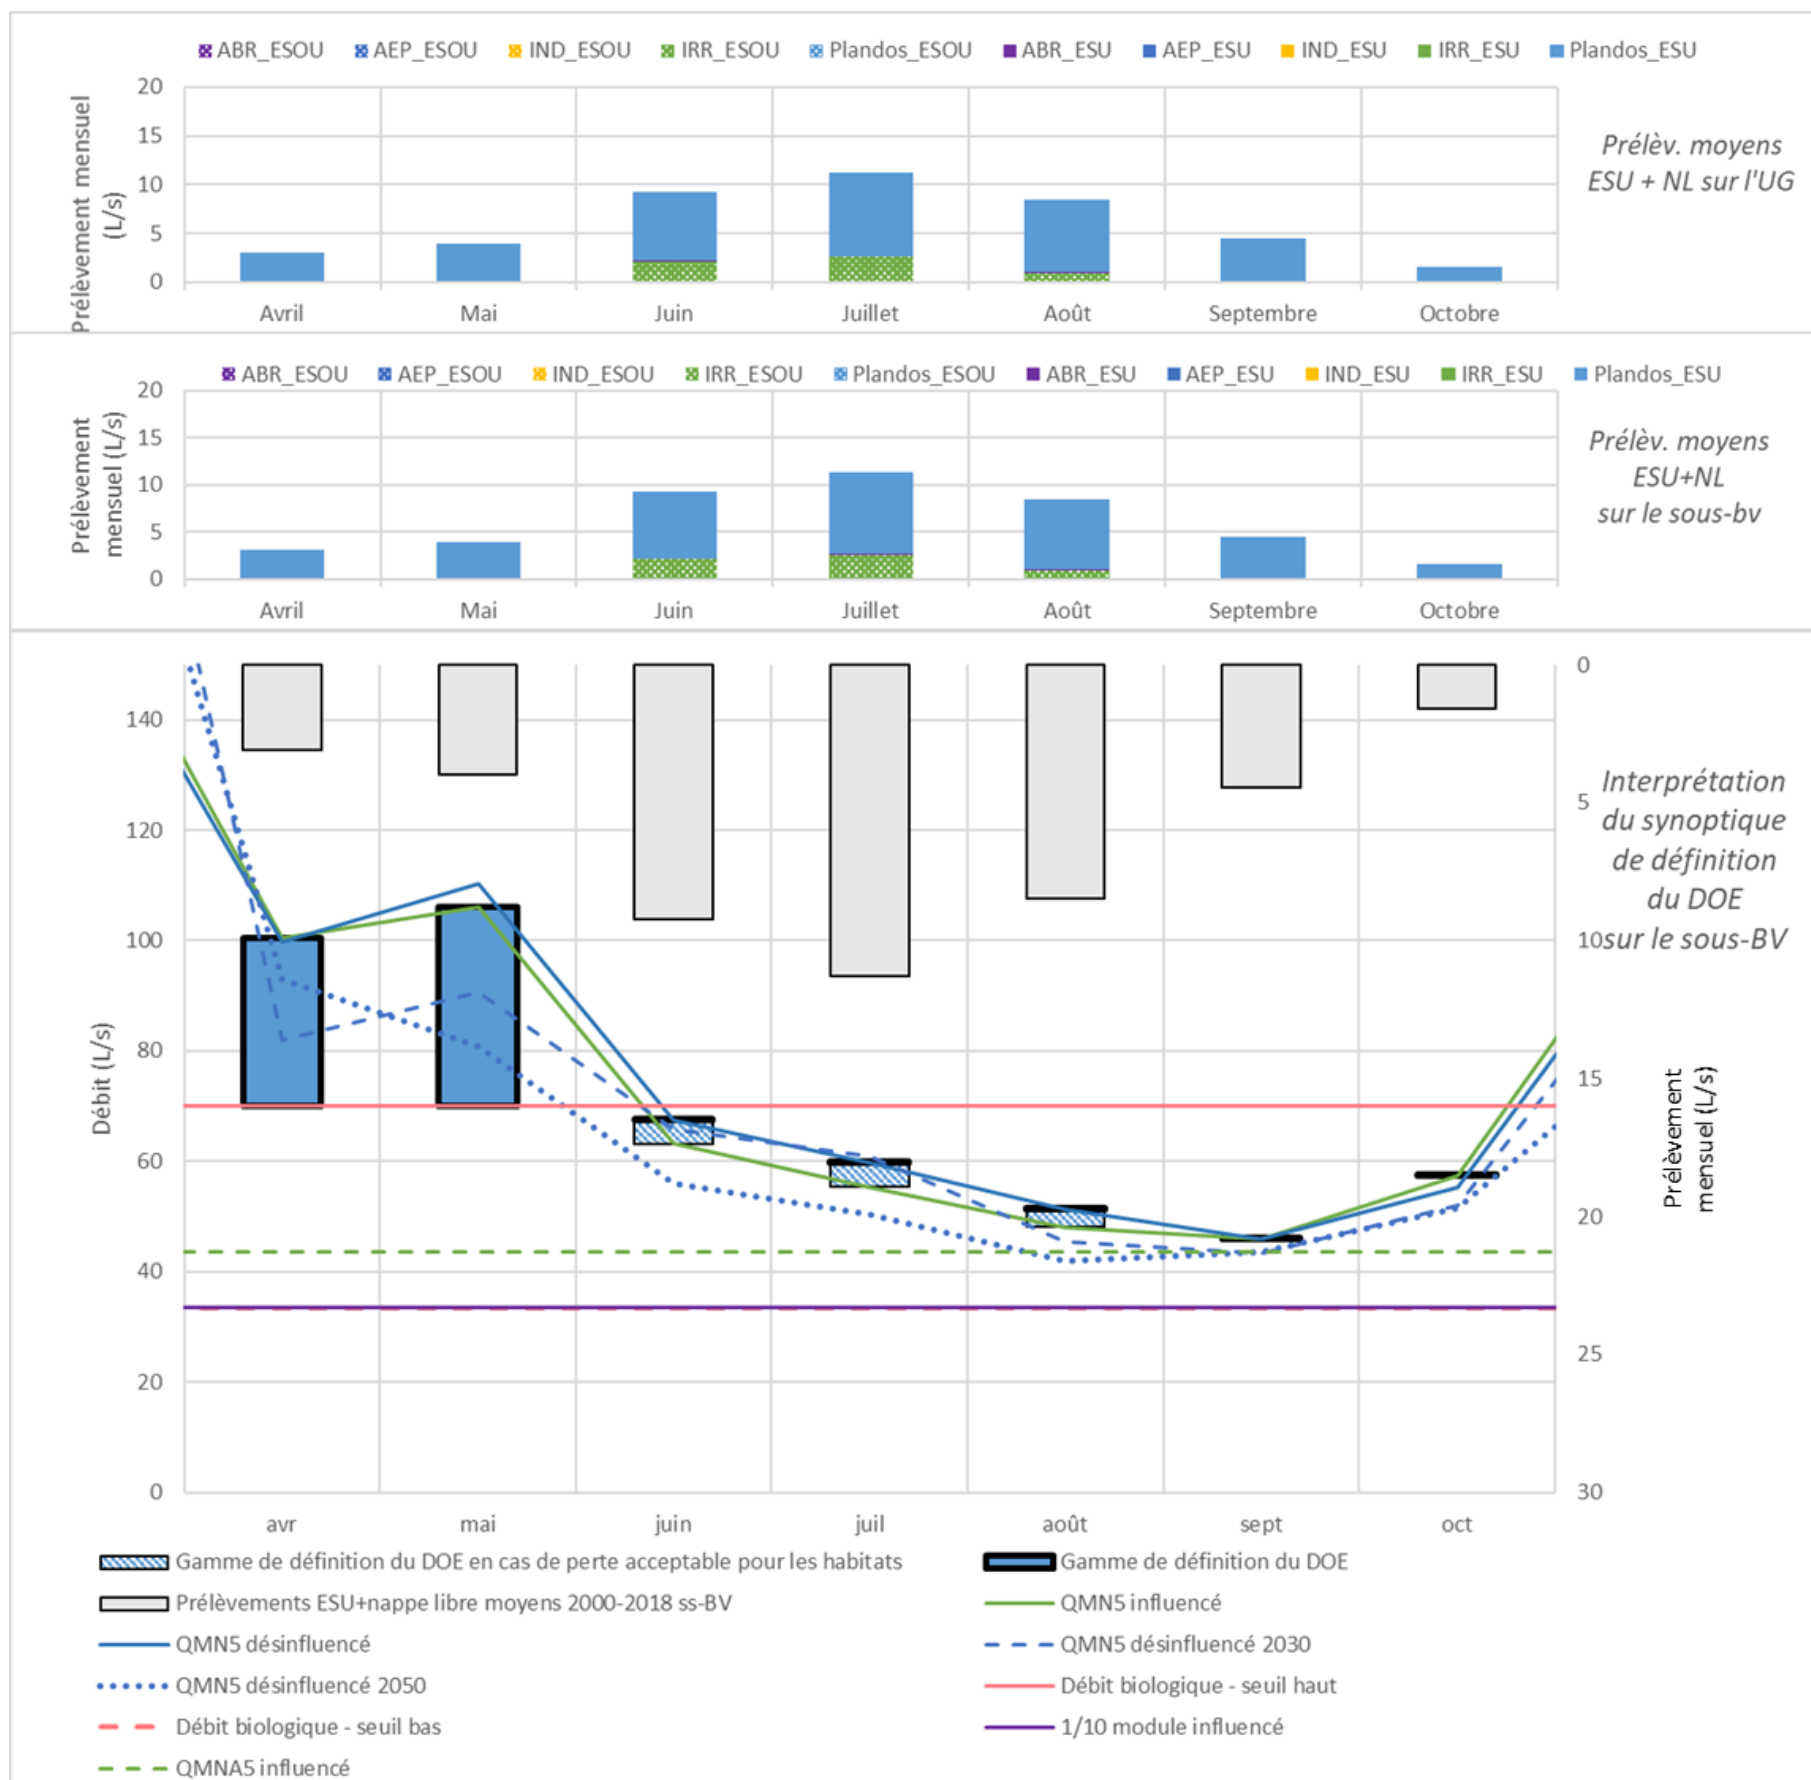 ABR_ESOU AEP_ESOU IND_ESOU IRR_ESOU Plandos_ESOU ABR_ESU AEP_ESU IND_ESU IRR_ESU Plandos_ESU
Prélèvement mensuel
(L/s)
20
15
10
5
0
Avril Mai Juin Juillet Août Septembre Octobre
Prélèv. moyens
ESU + NL sur l'UG
ABR_ESOU AEP_ESOU IND_ESOU IRR_ESOU Plandos_ESOU ABR_ESU AEP_ESU IND_ESU IRR_ESU Plandos_ESU
Prélèvement
mensuel (L/s)
20
15
10
5
0
Avril Mai Juin Juillet Août Septembre Octobre
Prélèv. moyens
ESU+NL
sur le sous-bv
Débit (L/s)
140
120
100
80
60
40
20
0
avr mai juin juil août sept oct
0
5
10
15
20
25
30
Prélèvement
mensuel (L/s)
Interprétation
du synoptique
de définition
du DOE
sur le sous-BV
Gamme de définition du DOE en cas de perte acceptable pour les habitats
Gamme de définition du DOE
Prélèvements ESU+nappe libre moyens 2000-2018 ss-BV
QMN5 influencé
QMN5 désinfluencé
QMN5 désinfluencé 2030
QMN5 désinfluencé 2050
Débit biologique - seuil haut
Débit biologique - seuil bas
1/10 module influencé
QMNA5 influencé